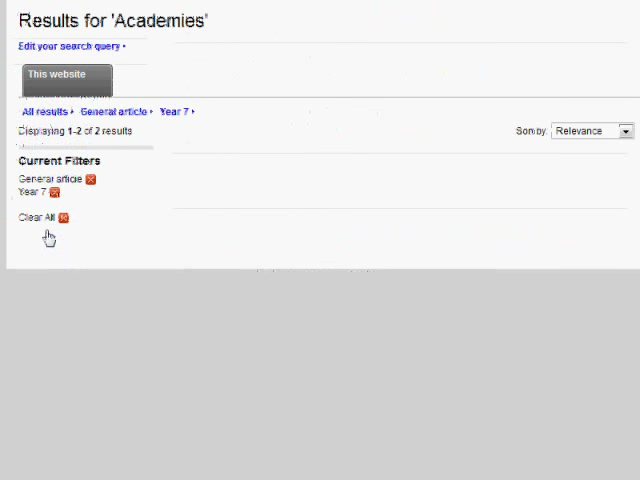 Results for 'Academies'
Edit your search query
This website
All results General article Year 7
Displaying 1-2 of 2 results
Sort by: Relevance
Current Filters
General article
Year 7
Clear All